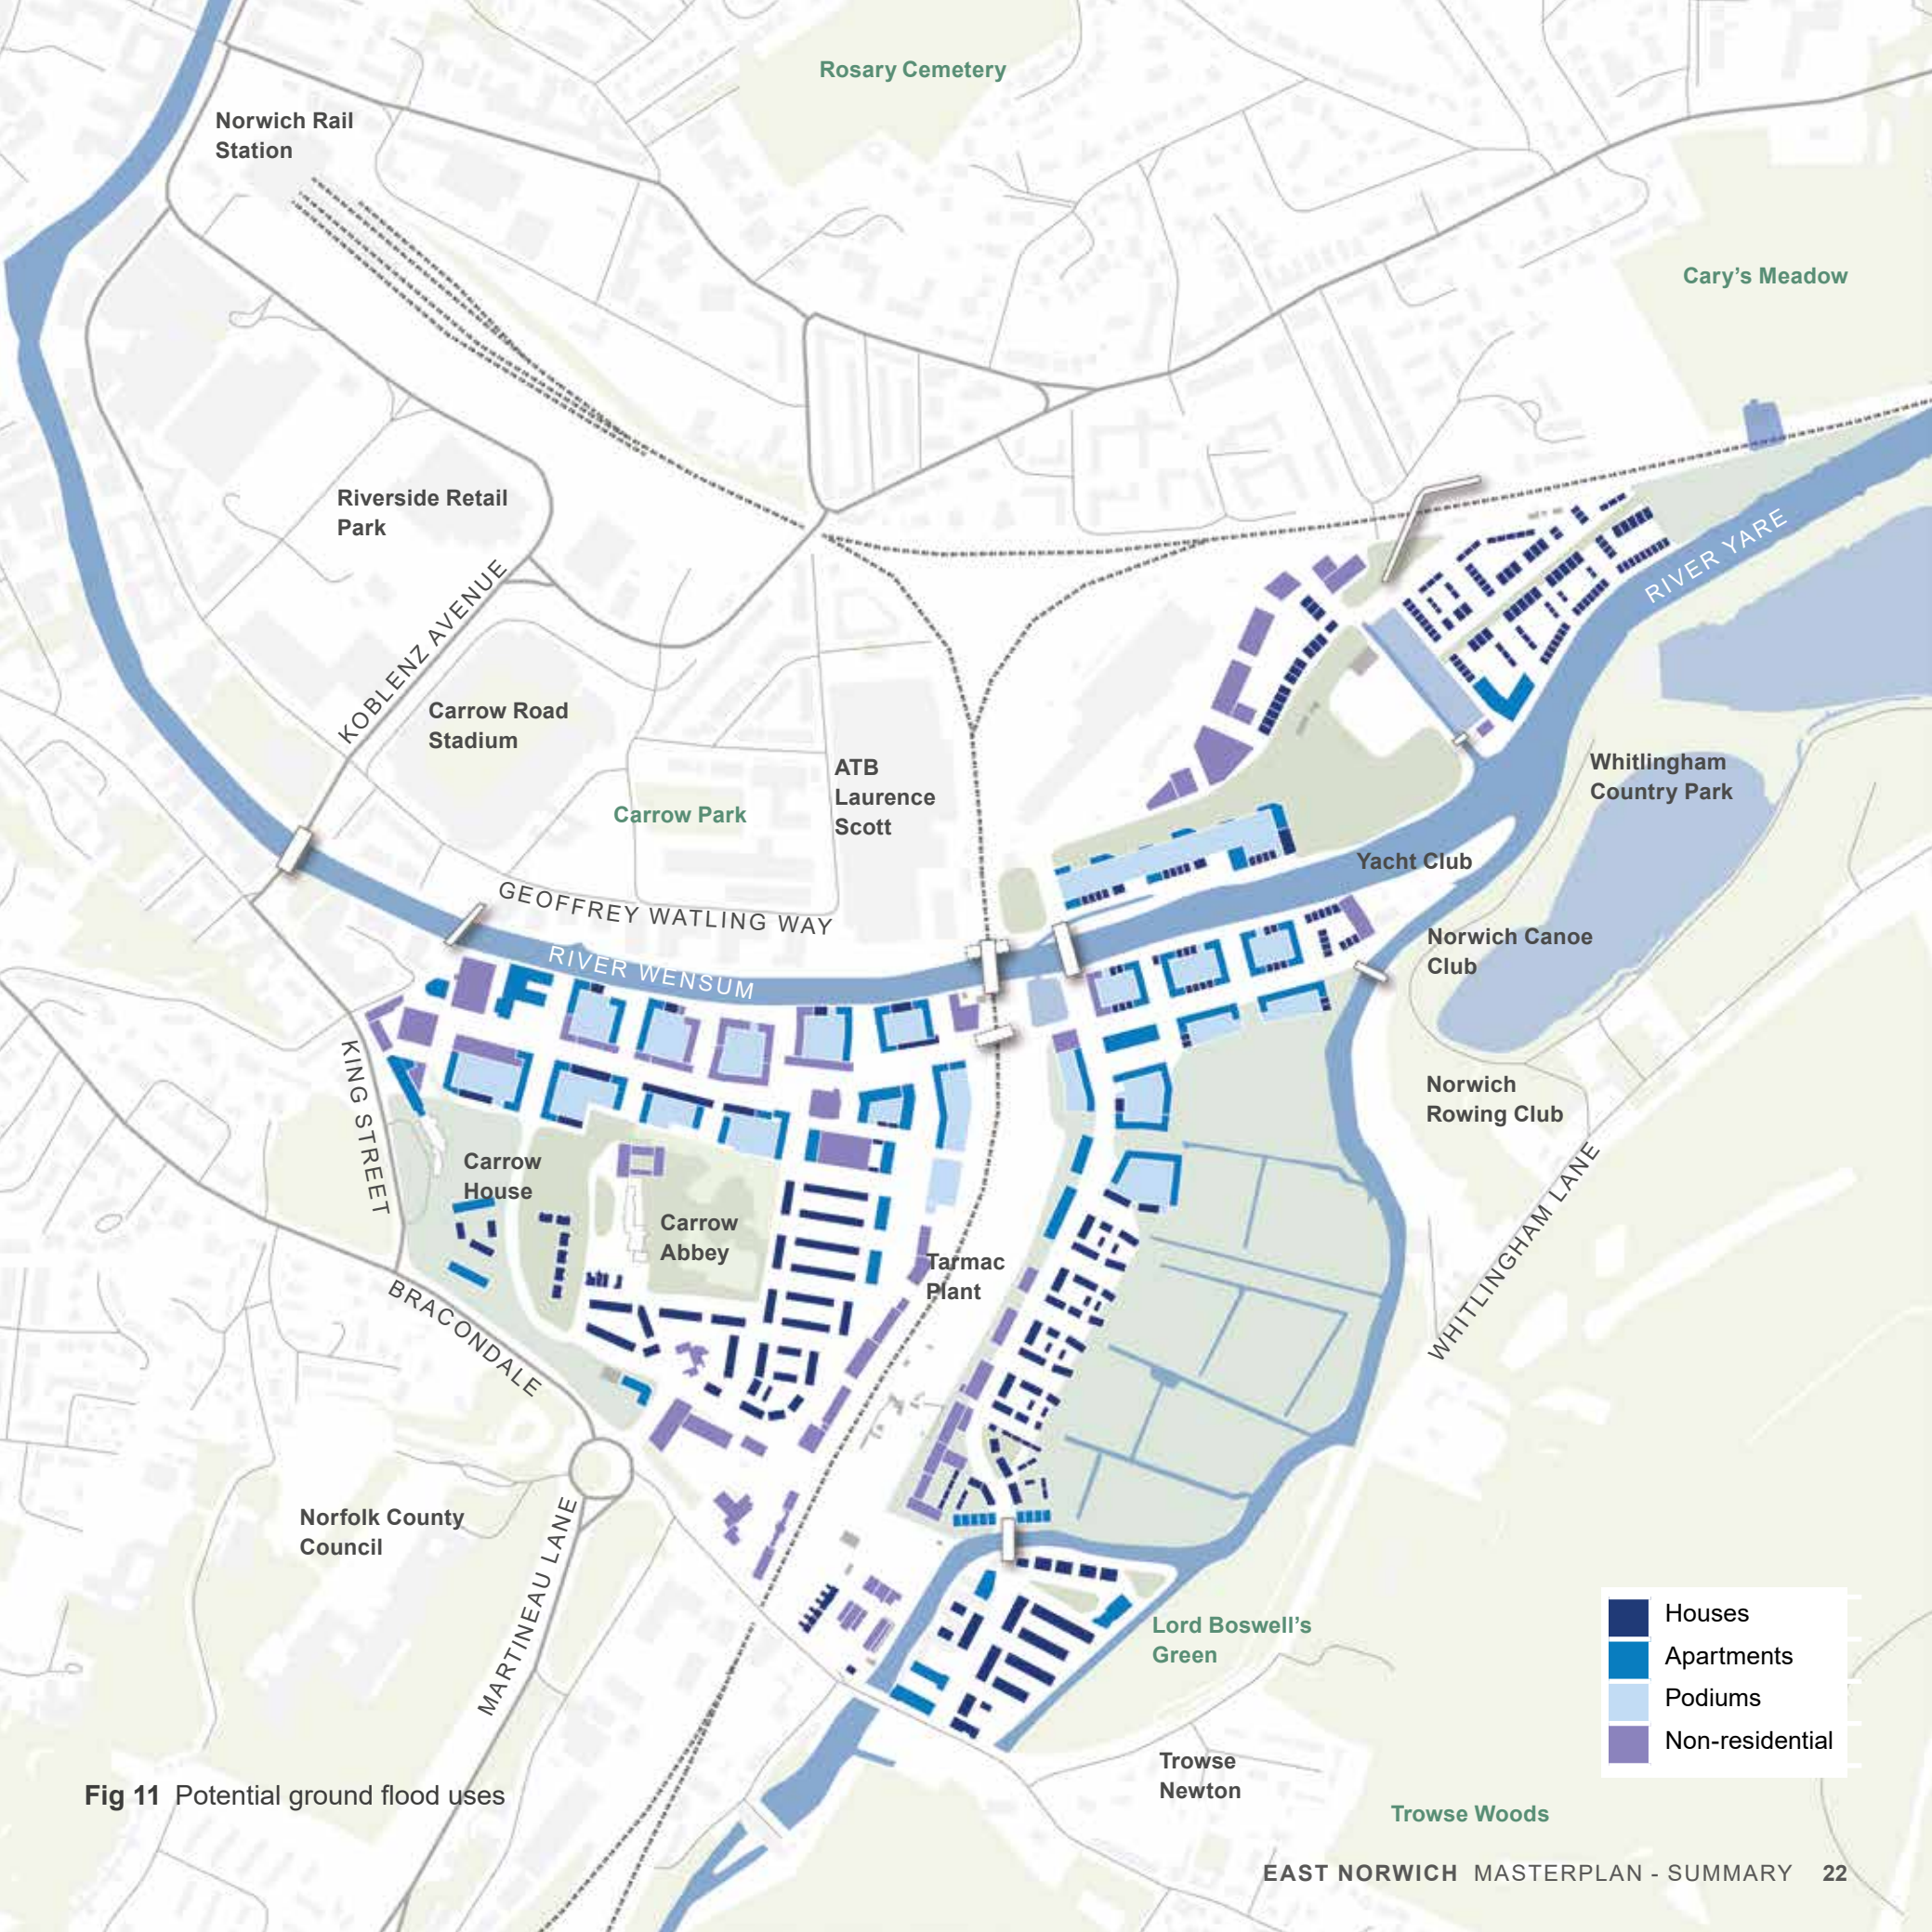 Rosary Cemetery
Norwich Rail
Station
Cary's Meadow
Riverside Retail
Park
KOBLENZ AVENUE
RIVER YARE
Carrow Road
Stadium
ATB
Laurence
Scott
Carrow Park
Whitlingham
Country Park
Yacht Club
GEOFFREY WATLING WAY
RIVER WENSUM
Norwich Canoe
Club
KING STREET
Norwich
Rowing Club
Carrow
House
Carrow
Abbey
Tarmac
Plant
WHITLINGHAM LANE
BRACONDALE
Norfolk County
Council
MARTINEAU LANE
Lord Boswell's
Green
Houses
Apartments
Podiums
Non-residential
Trowse
Newton
Fig 11 Potential ground flood uses
Trowse Woods
EAST NORWICH MASTERPLAN - SUMMARY 22